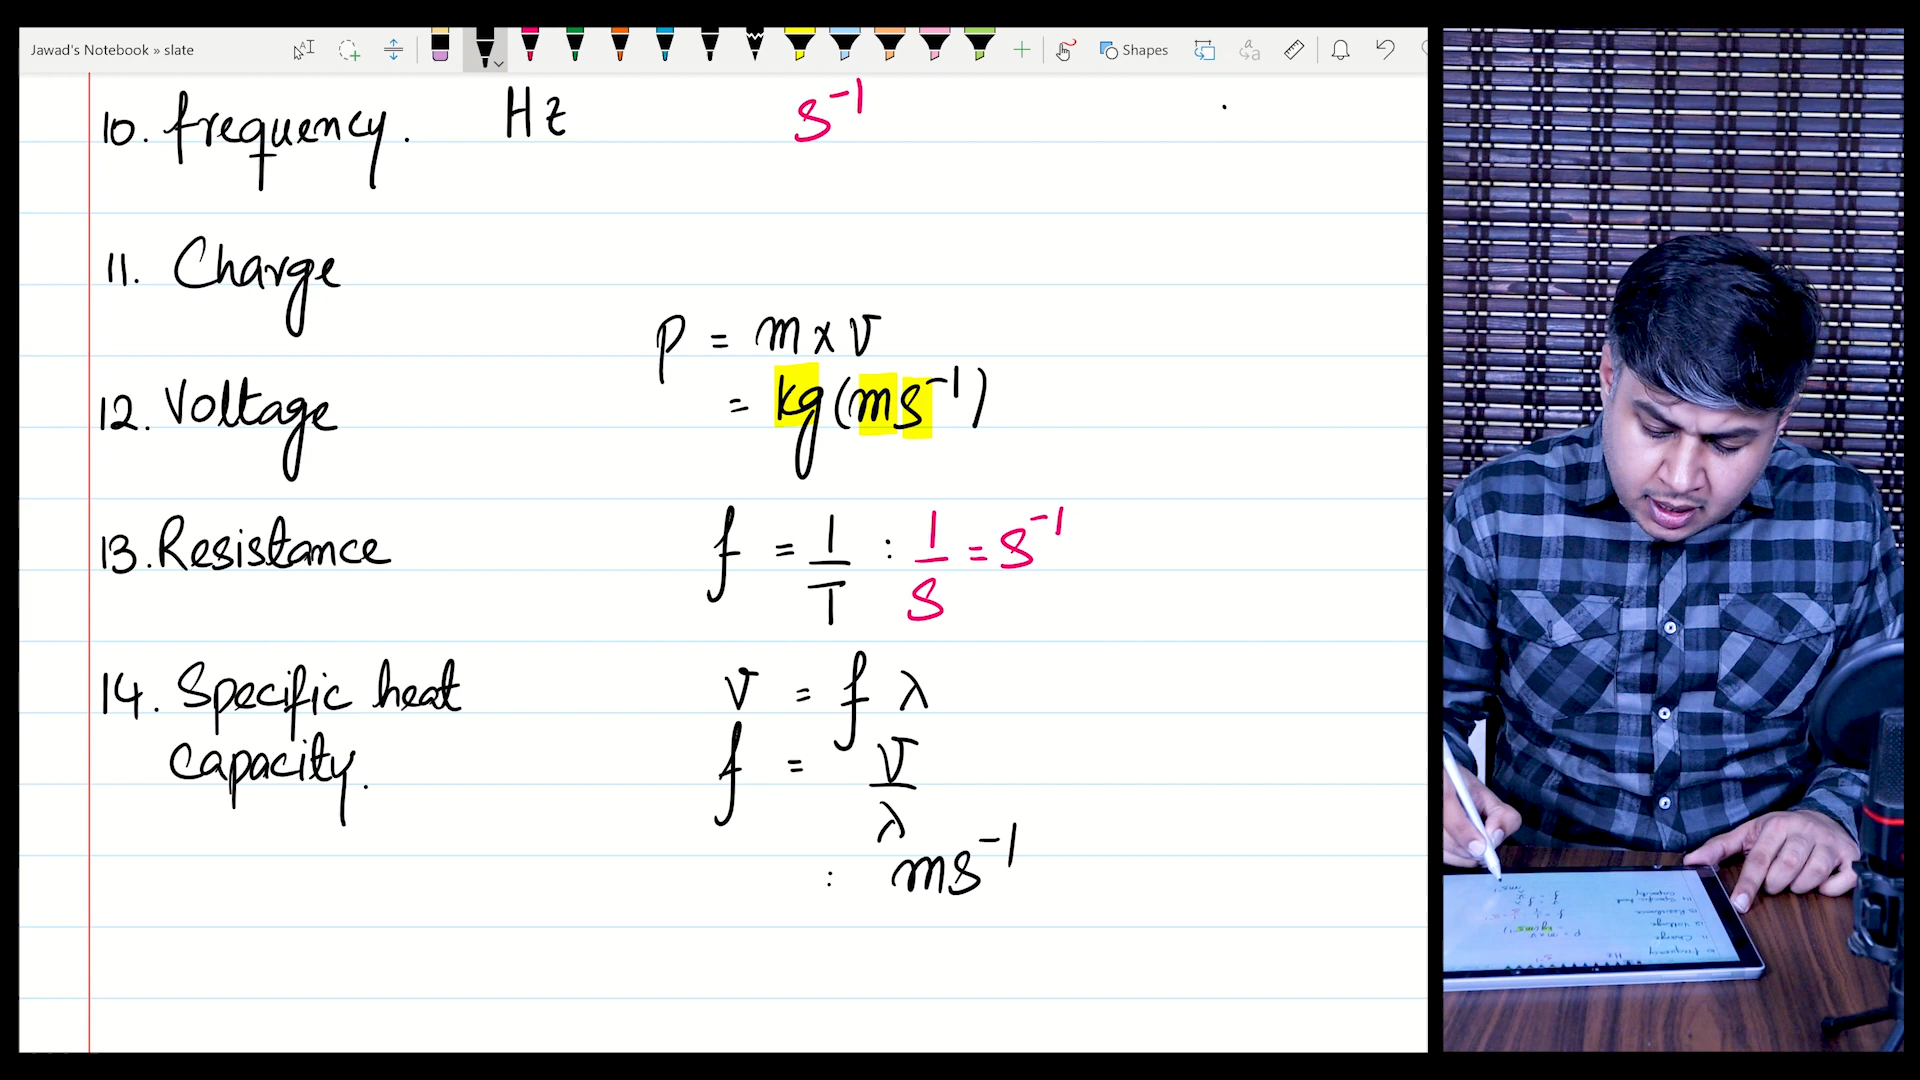 Jawad's Notebook » slate
Shapes
10. frequency. Hz s⁻¹
11. Charge
P = m x v
12. Voltage = kg (ms⁻¹)
13. Resistance f = 1/T : 1/s = s⁻¹
14. Specific heat v = f λ
capacity. f = v/λ
: ms⁻¹